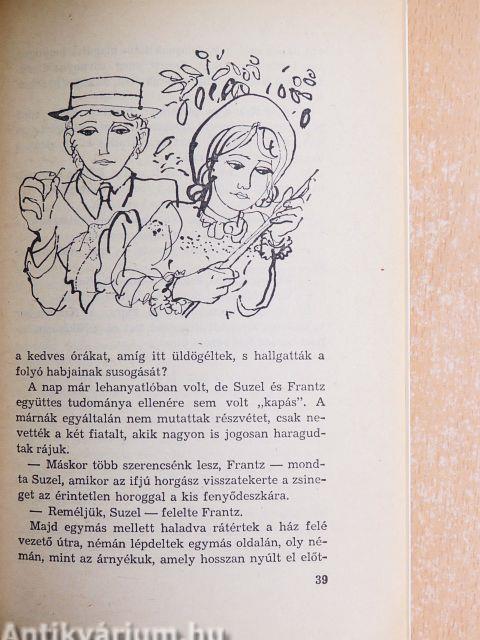 a kedves órákat, amíg itt üldögéltek, s hallgatták a
folyó habjainak susogását?
A nap már lehanyatlóban volt, de Suzel és Frantz
együttes tudománya ellenére sem volt „kapás". A
márnák egyáltalán nem mutattak részvétet, csak ne-
vették a két fiatalt, akik nagyon is jogosan haragud-
tak rájuk.
— Máskor több szerencsénk lesz, Frantz — mond-
ta Suzel, amikor az ifjú horgász visszatekerte a zsine-
get az érintetlen horoggal a kis fenyődeszkára.
— Reméljük, Suzel — felelte Frantz.
Majd egymás mellett haladva rátértek a ház felé
vezető útra, némán lépdeltek egymás oldalán, oly né-
mán, mint az árnyékuk, amely hosszan nyúlt el előt-
39
Antikvárium.hu